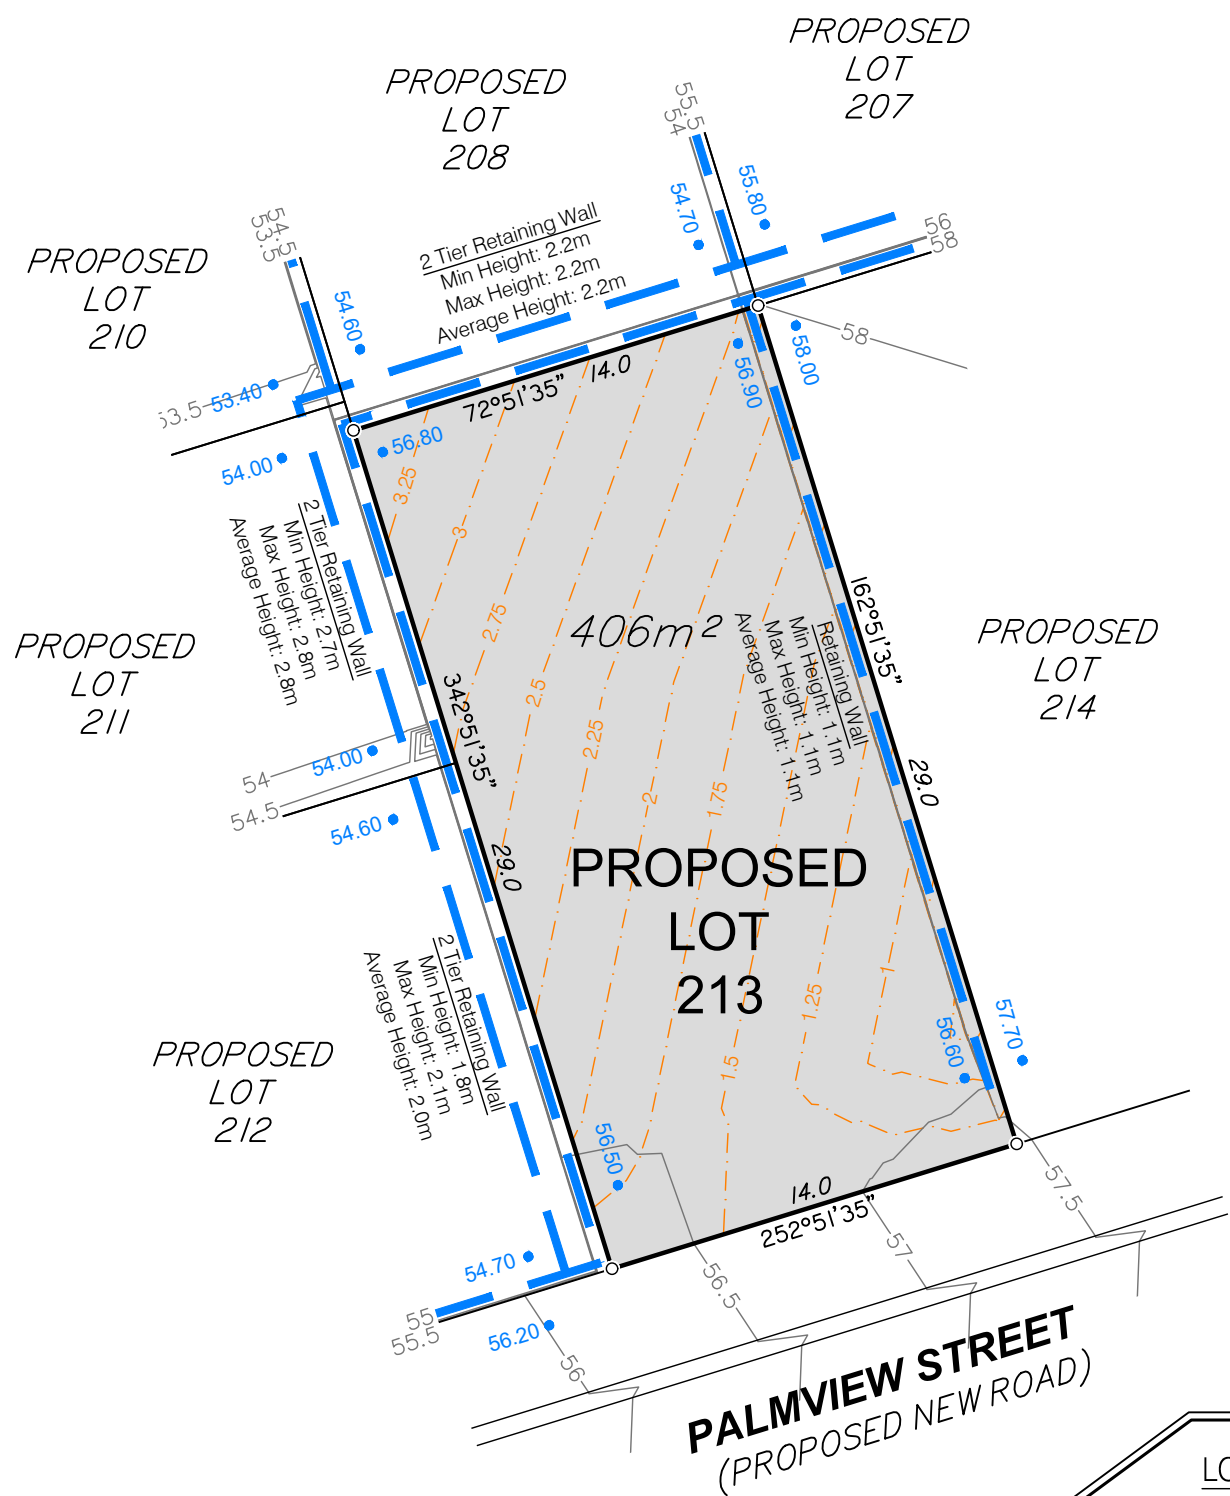 PROPOSED
LOT
207
PROPOSED
LOT
208
55.5
54
55.80
54.70
56
58
2 Tier Retaining Wall
Min Height: 2.2m
Max Height: 2.2m
Average Height: 2.2m
54.5
53.5
PROPOSED
LOT
210
54.60
58
58.00
56.90
14.0
72°51'35"
53.40
53.5
56.80
54.00
3.25
3
2.75
2.5
2.25
2
1.75
1.5
1.25
1
2 Tier Retaining Wall
Min Height: 2.7m
Max Height: 2.8m
Average Height: 2.8m
406m²
162°51'35"
Retaining Wall
Min Height: 1.1m
Max Height: 1.1m
Average Height: 1.1m
PROPOSED
LOT
214
PROPOSED
LOT
211
342°51'35"
54.00
54
54.5
54.60
29.0
29.0
PROPOSED
LOT
213
2 Tier Retaining Wall
Min Height: 1.8m
Max Height: 2.1m
Average Height: 2.0m
PROPOSED
LOT
212
57.70
56.60
56.50
14.0
252°51'35"
57.5
57
56.5
56
54.70
55
55.5
56.20
PALMVIEW STREET
(PROPOSED NEW ROAD)